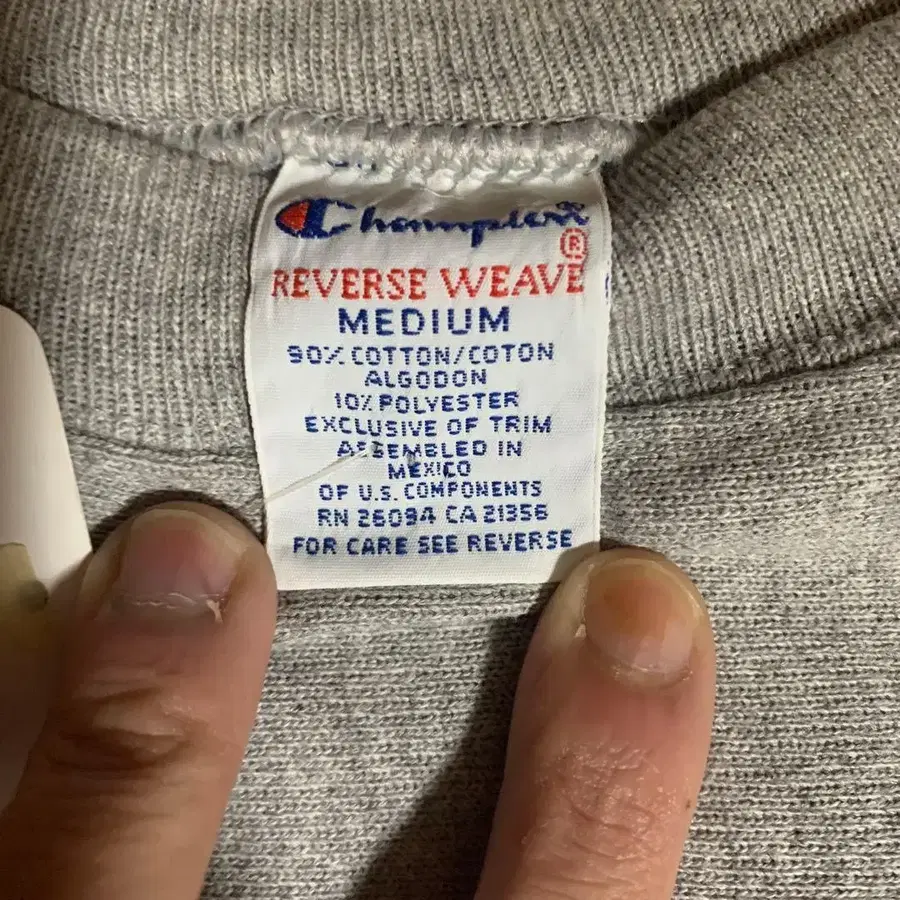 Champion
®
REVERSE WEAVE
MEDIUM
90% COTTON/COTON
ALGODON
10% POLYESTER
EXCLUSIVE OF TRIM
ASSEMBLED IN
MEXICO
OF U.S. COMPONENTS
RN 26094 CA 21356
FOR CARE SEE REVERSE